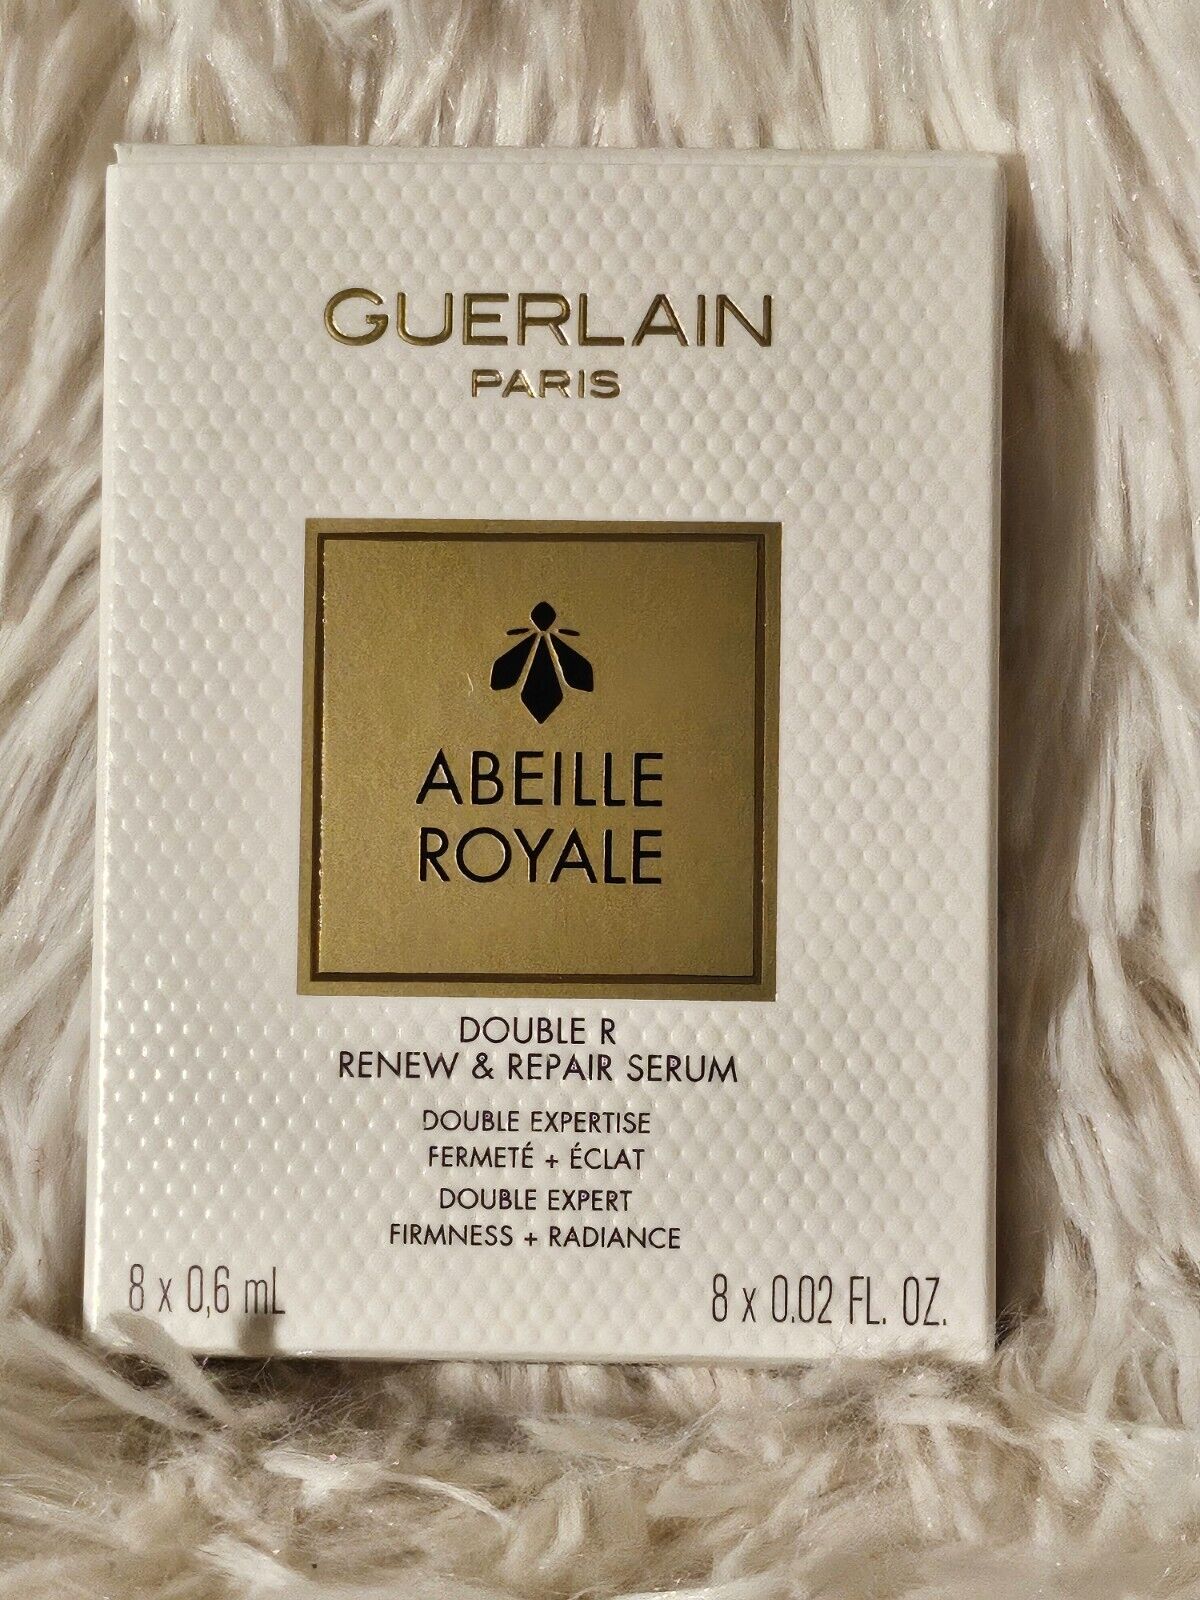 GUERLAIN
PARIS
ABEILLE
ROYALE
DOUBLE R
RENEW & REPAIR SERUM
DOUBLE EXPERTISE
FERMETÉ + ÉCLAT
DOUBLE EXPERT
FIRMNESS + RADIANCE
8 x 0,6 mL
8 x 0.02 FL. OZ.